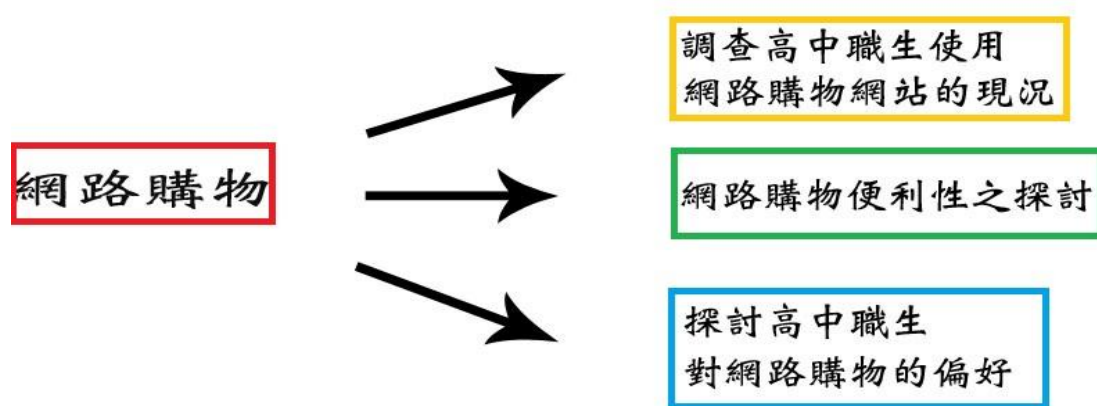 網路購物
調查高中職生使用
網路購物網站的現況
網路購物便利性之探討
探討高中職生
對網路購物的偏好